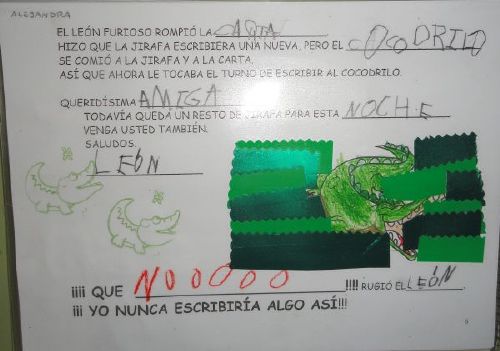 ALEJANDRA
EL LEÓN FURIOSO ROMPIÓ LA CARTA
HIZO QUE LA JIRAFA ESCRIBIERA UNA NUEVA. PERO EL COCODRILO
SE COMIÓ A LA JIRAFA Y A LA CARTA.
ASÍ QUE AHORA LE TOCABA EL TURNO DE ESCRIBIR AL COCODRILO.
QUERIDÍSIMA AMIGA
TODAVÍA QUEDA UN RESTO DE JIRAFA PARA ESTA NOCHE
VENGA USTED TAMBIÉN.
SALUDOS.
LEÓN
¡¡¡¡ QUE NOOOOO !!!! RUGIÓ EL LEÓN.
¡¡¡ YO NUNCA ESCRIBIRÍA ALGO ASÍ!!!
6